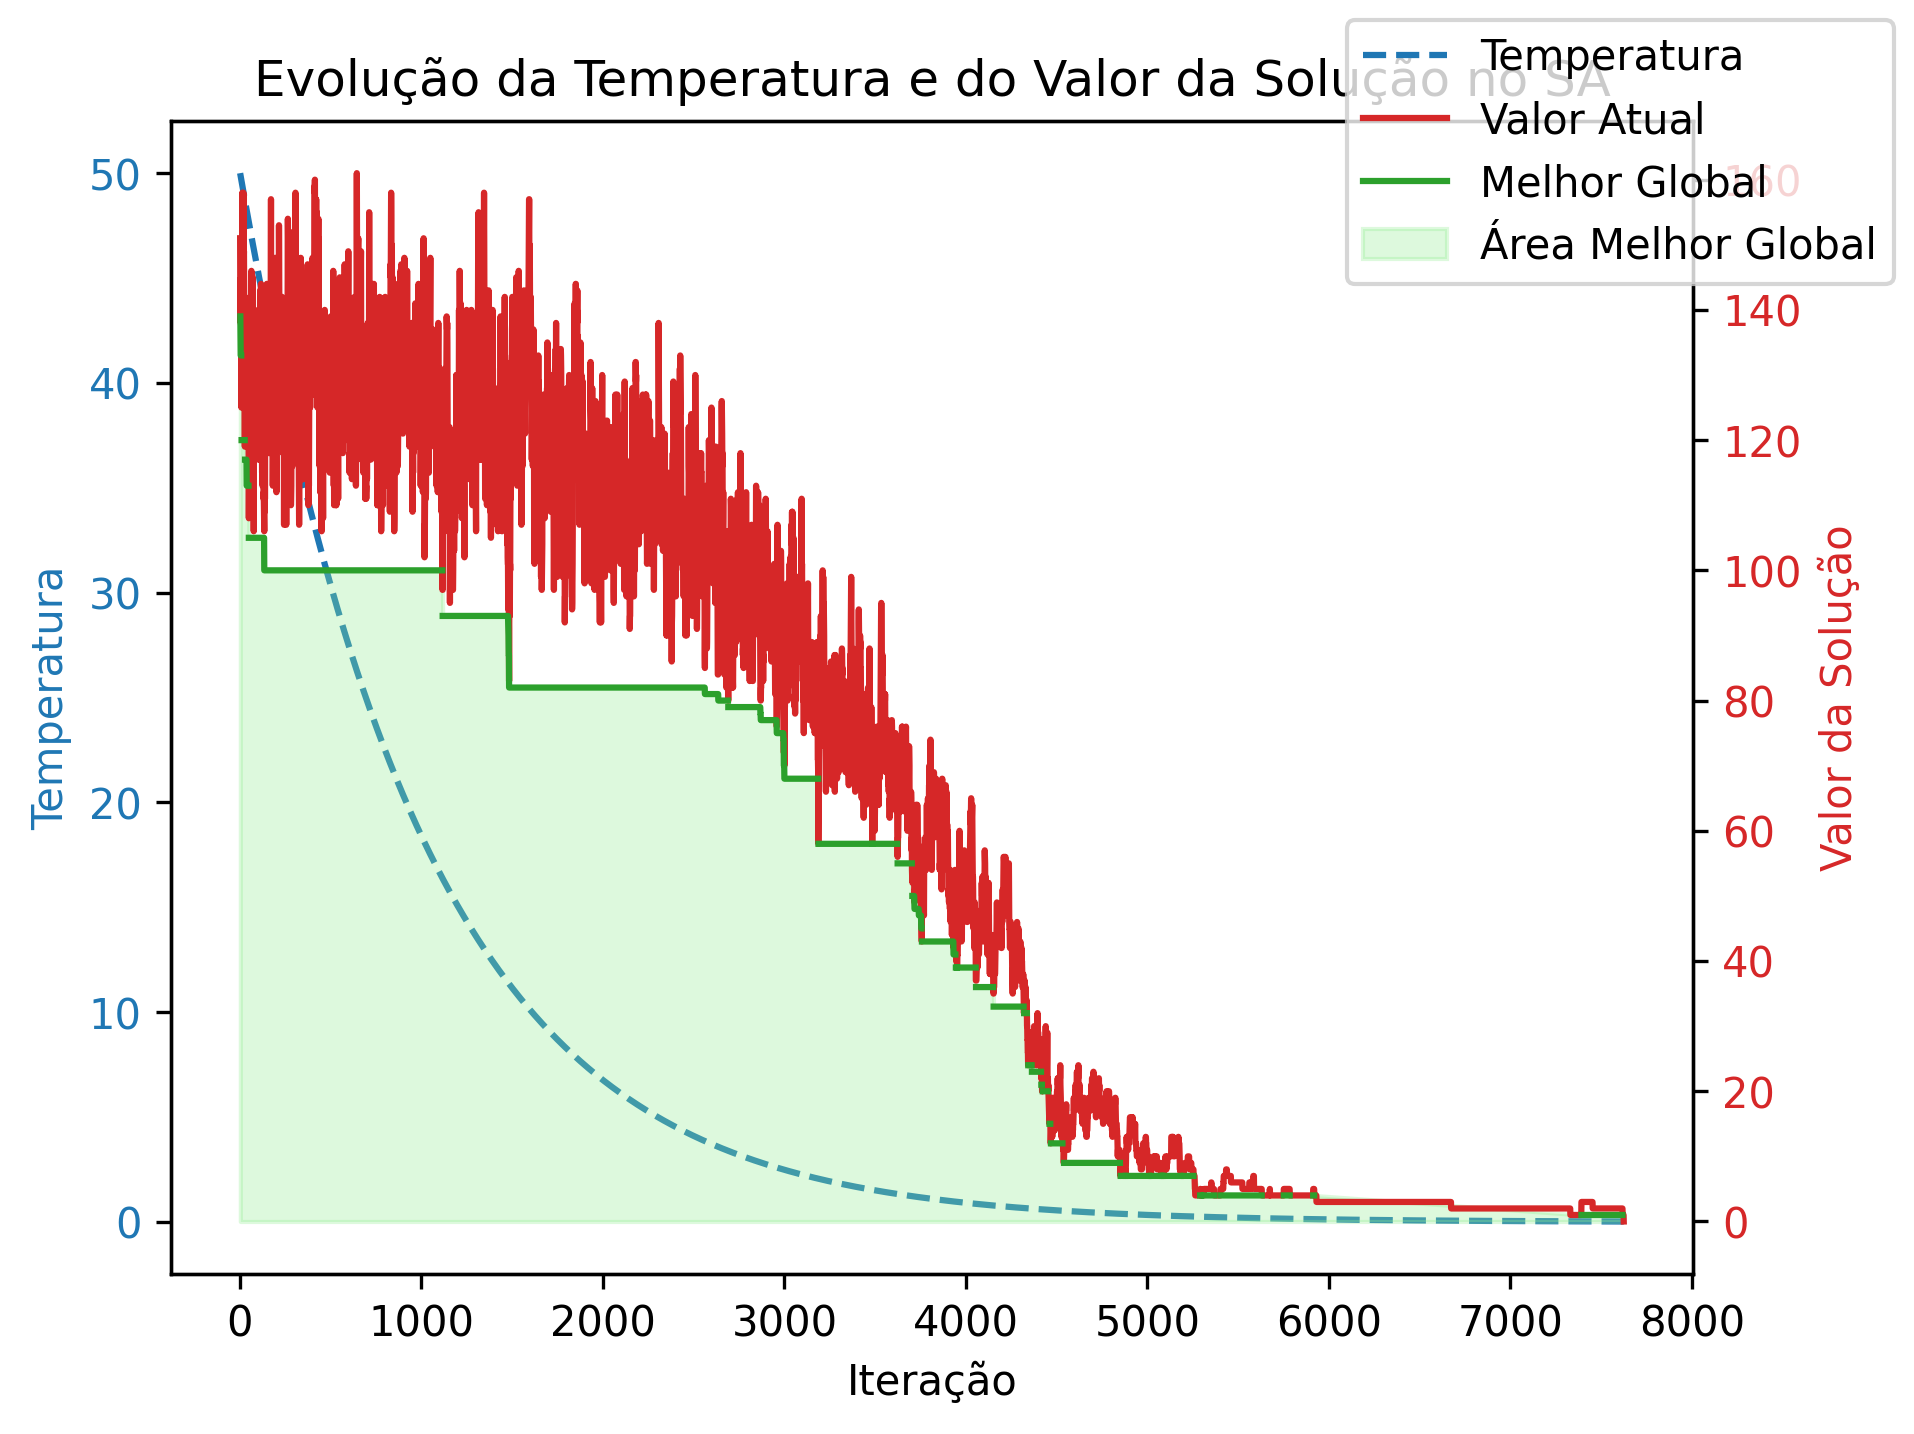 Evolução da Temperatura e do Valor da Solução no SA
Temperatura
Valor Atual
Melhor Global
Área Melhor Global
Temperatura
50
40
30
20
10
0
160
140
120
100
80
60
40
20
0
Valor da Solução
0 1000 2000 3000 4000 5000 6000 7000 8000
Iteração